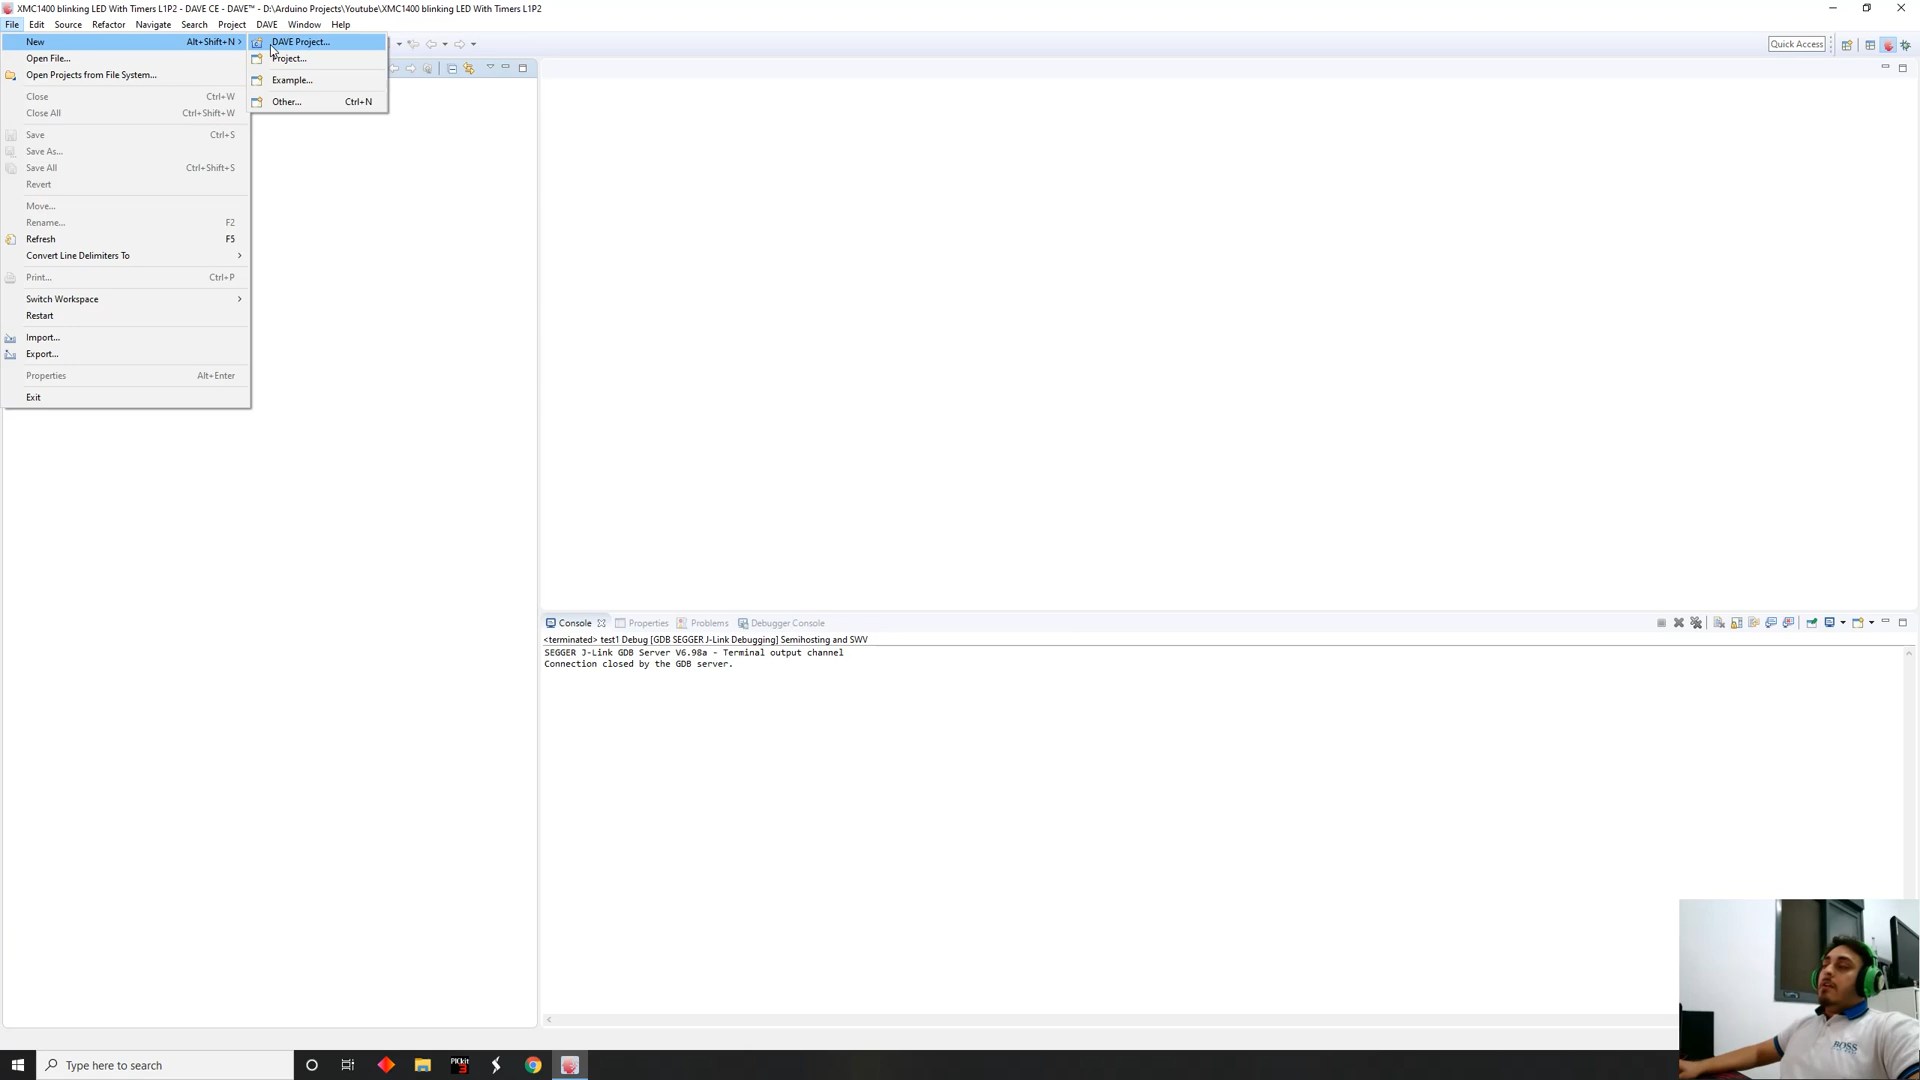 XMC1400 blinking LED With Timers L1P2 - DAVE CE - DAVE™ - D:\Arduino Projects\Youtube\XMC1400 blinking LED With Timers L1P2
File Edit Source Refactor Navigate Search Project DAVE Window Help
New Alt+Shift+N
DAVE Project...
Quick Access
Open File...
Project...
Open Projects from File System...
Example...
Close Ctrl+W
Other... Ctrl+N
Close All Ctrl+Shift+W
Save Ctrl+S
Save As...
Save All Ctrl+Shift+S
Revert
Move...
Rename... F2
Refresh F5
Convert Line Delimiters To
Print... Ctrl+P
Switch Workspace
Restart
Import...
Export...
Properties Alt+Enter
Exit
Console Properties Problems Debugger Console
<terminated> test1 Debug [GDB SEGGER J-Link Debugging] Semihosting and SWV
SEGGER J-Link GDB Server V6.98a - Terminal output channel
Connection closed by the GDB server.
BOSS
Type here to search
PICkit
3